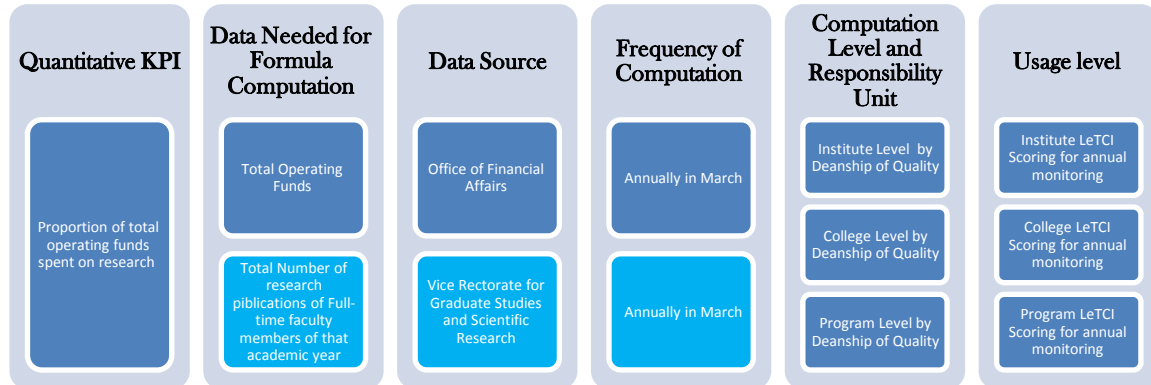 Quantitative KPI
Proportion of total
operating funds
spent on research
Data Needed for
Formula
Computation
Total Operating
Funds
Total Number of
research
piblications of Full-
time faculty
members of that
academic year
Data Source
Office of Financial
Affairs
Vice Rectorate for
Graduate Studies
and Scientific
Research
Frequency of
Computation
Annually in March
Annually in March
Computation
Level and
Responsibility
Unit
Institute Level by
Deanship of Quality
College Level by
Deanship of Quality
Program Level by
Deanship of Quality
Usage level
Institute LeTCI
Scoring for annual
monitoring
College LeTCI
Scoring for annual
monitoring
Program LeTCI
Scoring for annual
monitoring